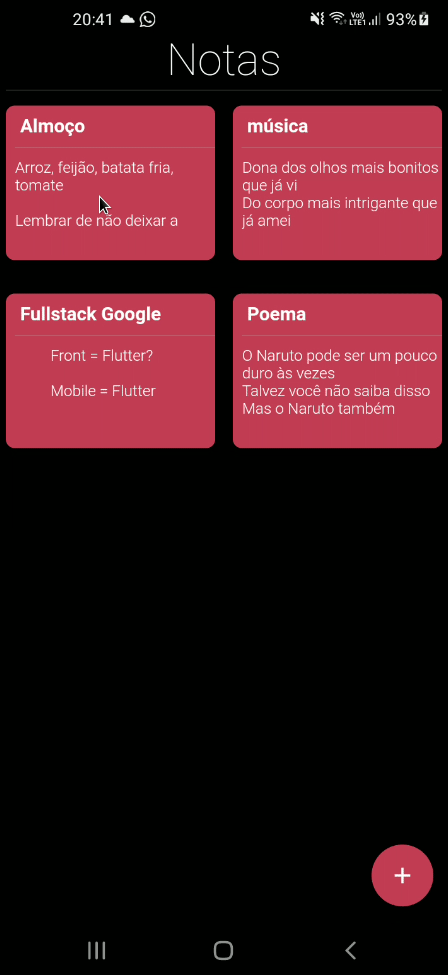 20:41
Vo)) LTE1 93%
Notas
Almoço
Arroz, feijão, batata fria,
tomate
Lembrar de não deixar a
música
Dona dos olhos mais bonitos
que já vi
Do corpo mais intrigante que
já amei
Fullstack Google
Front = Flutter?
Mobile = Flutter
Poema
O Naruto pode ser um pouco
duro às vezes
Talvez você não saiba disso
Mas o Naruto também
+